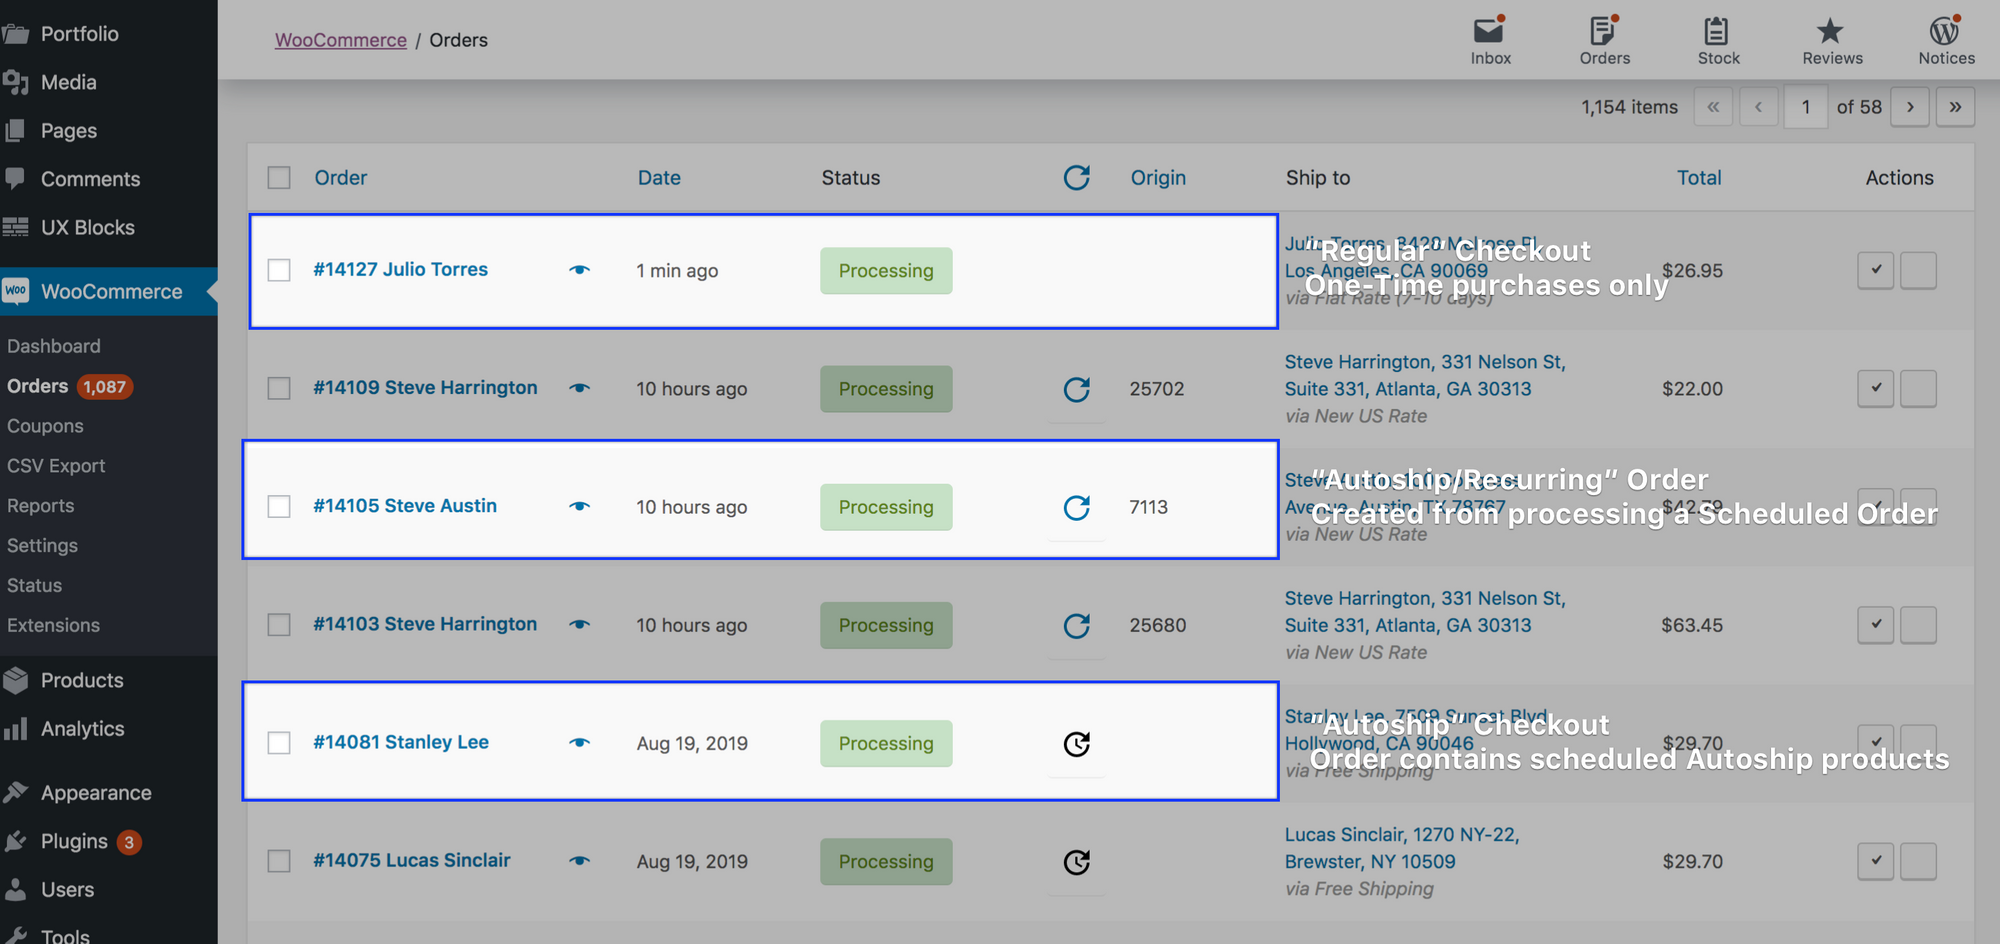 Portfolio
Media
Pages
Comments
UX Blocks
WOO WooCommerce
Dashboard
Orders 1,087
Coupons
CSV Export
Reports
Settings
Status
Extensions
Products
Analytics
Appearance
Plugins 3
Users
Tools
WooCommerce / Orders
Inbox
Orders
Stock
Reviews
Notices
1,154 items « ‹ 1 of 58 › »
Order Date Status Origin Ship to Total Actions
#14127 Julio Torres 1 min ago Processing
Julio Torres, 8428 Melrose Pl,
Los Angeles, CA 90069
via Flat Rate (7-10 days)
$26.95
“Regular” Checkout
One-Time purchases only
#14109 Steve Harrington 10 hours ago Processing 25702
Steve Harrington, 331 Nelson St,
Suite 331, Atlanta, GA 30313
via New US Rate
$22.00
#14105 Steve Austin 10 hours ago Processing 7113
Steve Austin,
Avenue, Austin, TX 78767
via New US Rate
“Autoship/Recurring” Order
Created from processing a Scheduled Order
#14103 Steve Harrington 10 hours ago Processing 25680
Steve Harrington, 331 Nelson St,
Suite 331, Atlanta, GA 30313
via New US Rate
$63.45
#14081 Stanley Lee Aug 19, 2019 Processing
Stanley Lee, 7509 Sunset Blvd
Hollywood, CA 90046
via Free Shipping
$29.70
“Autoship” Checkout
Order contains scheduled Autoship products
#14075 Lucas Sinclair Aug 19, 2019 Processing
Lucas Sinclair, 1270 NY-22,
Brewster, NY 10509
via Free Shipping
$29.70